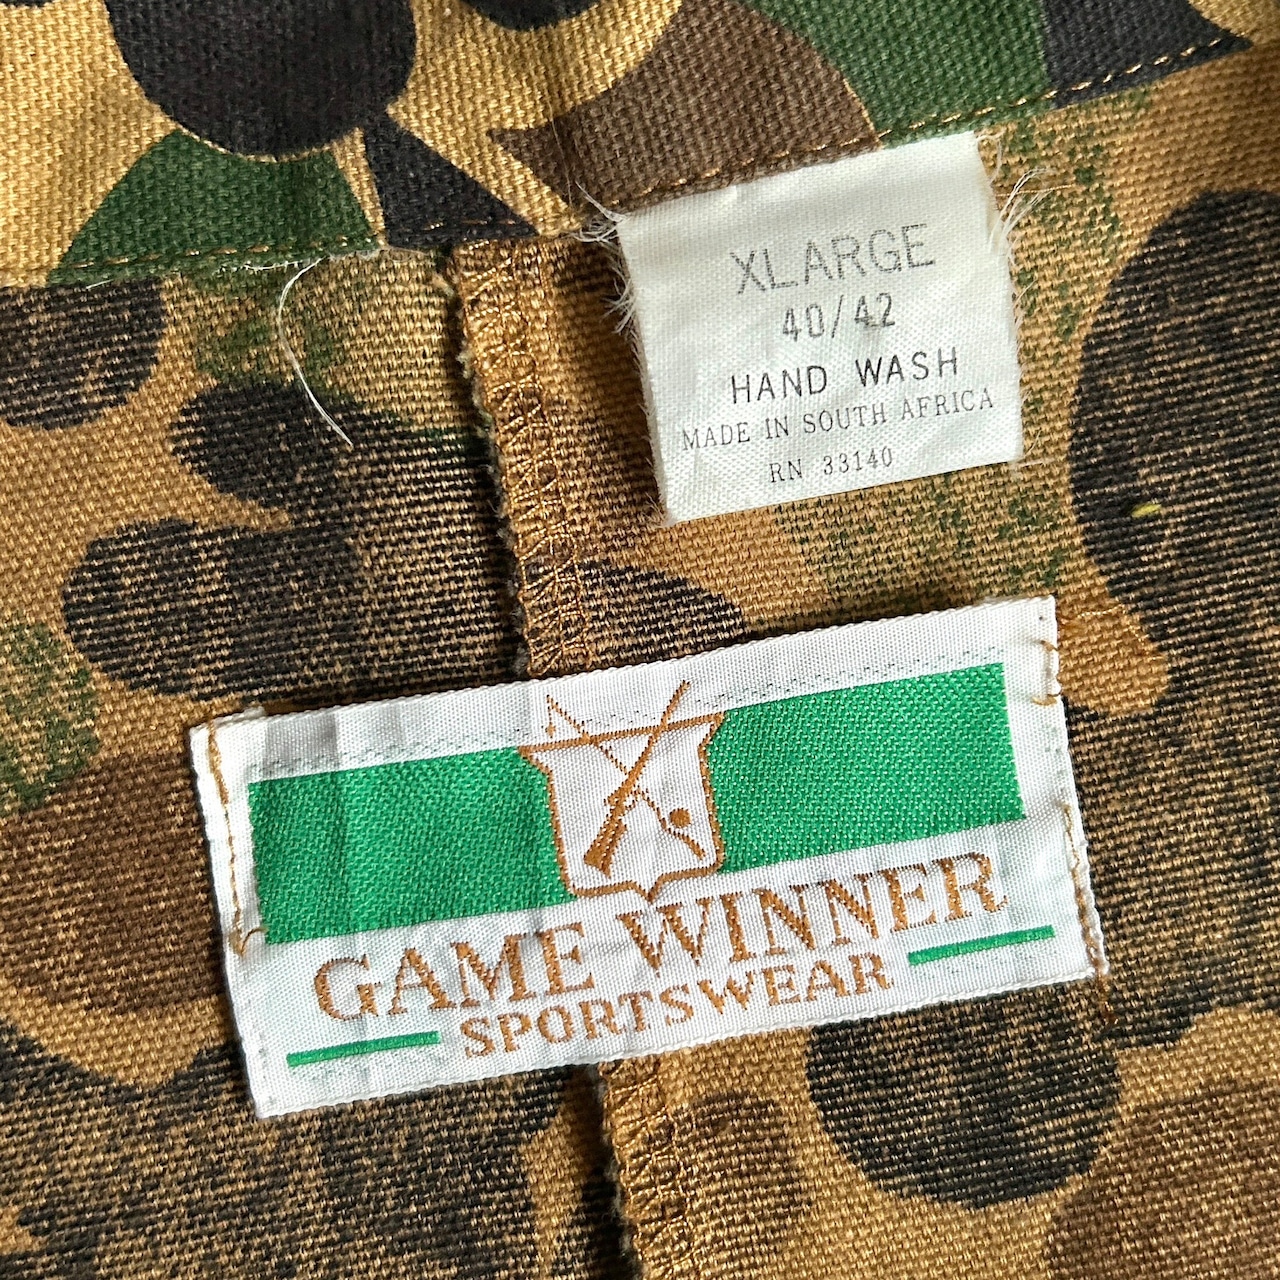 XLARGE
40/42
HAND WASH
MADE IN SOUTH AFRICA
RN 33140
GAME WINNER
SPORTSWEAR